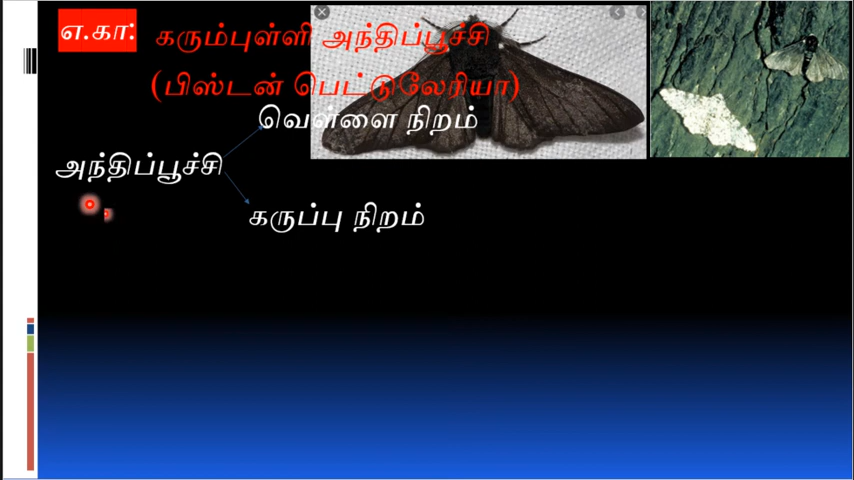 எ.கா: கரும்புள்ளி அந்திப்பூச்சி
(பிஸ்டன் பெட்டுலேரியா)
வெள்ளை நிறம்
அந்திப்பூச்சி
கருப்பு நிறம்